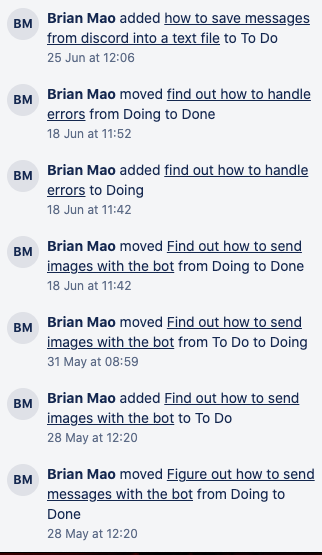 BM
Brian Mao added how to save messages
from discord into a text file to To Do
25 Jun at 12:06
BM
Brian Mao moved find out how to handle
errors from Doing to Done
18 Jun at 11:52
BM
Brian Mao added find out how to handle
errors to Doing
18 Jun at 11:42
BM
Brian Mao moved Find out how to send
images with the bot from Doing to Done
18 Jun at 11:42
BM
Brian Mao moved Find out how to send
images with the bot from To Do to Doing
31 May at 08:59
BM
Brian Mao added Find out how to send
images with the bot to To Do
28 May at 12:20
BM
Brian Mao moved Figure out how to send
messages with the bot from Doing to
Done
28 May at 12:20